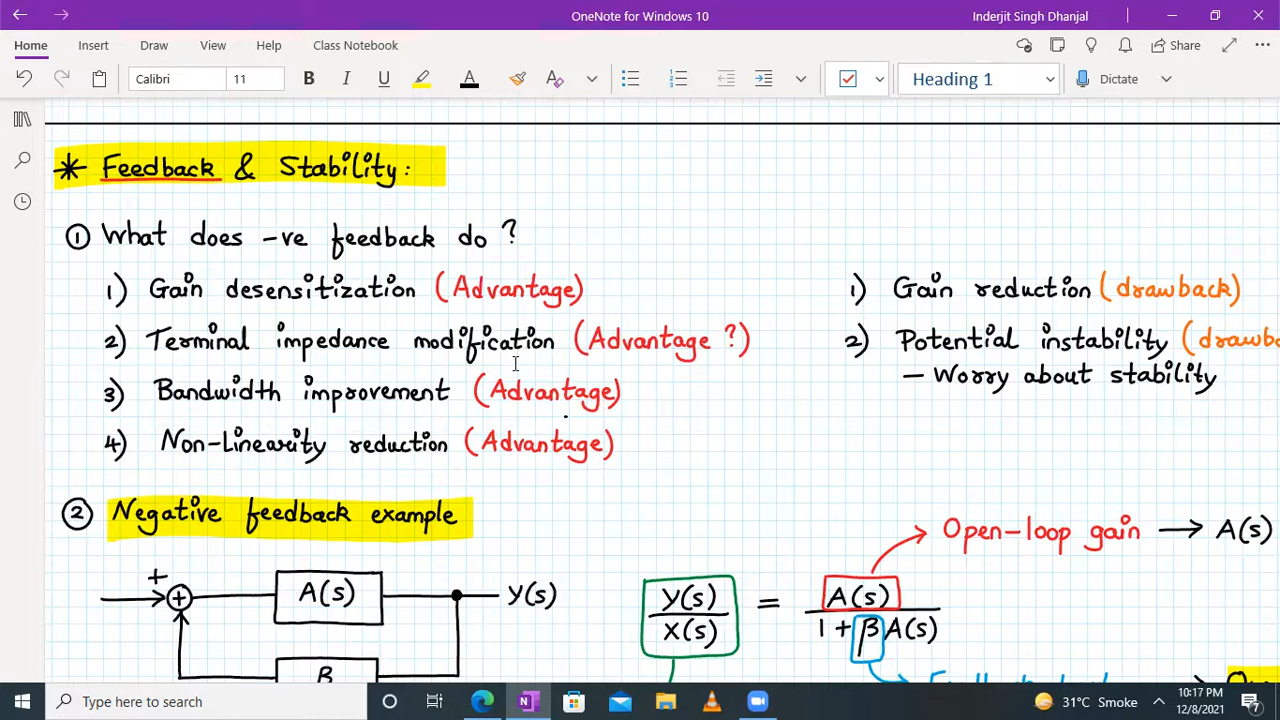 OneNote for Windows 10
Inderjit Singh Dhanjal
Home Insert Draw View Help Class Notebook
Share
Calibri 11 B I U A Heading 1 Dictate
* Feedback & Stability:
① What does -ve feedback do ?
1) Gain desensitization (Advantage)
2) Terminal impedance modification (Advantage ?)
3) Bandwidth improvement (Advantage)
4) Non-Linearity reduction (Advantage)
1) Gain reduction (drawback)
2) Potential instability (drawba
– Worry about stability
② Negative feedback example
Open-loop gain → A(s)
+
+ A(s) Y(s)
Y(s)/X(s) = A(s)/1 + βA(s)
Type here to search
31°C Smoke
10:17 PM
12/8/2021
7